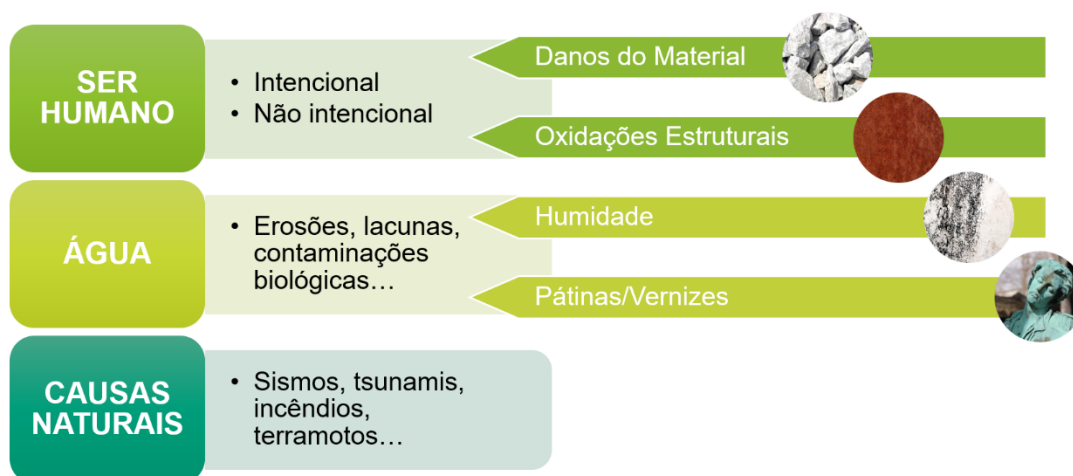 SER
HUMANO
• Intencional
• Não intencional
Danos do Material
Oxidações Estruturais
ÁGUA
• Erosões, lacunas,
contaminações
biológicas…
Humidade
Pátinas/Vernizes
CAUSAS
NATURAIS
• Sismos, tsunamis,
incêndios,
terramotos…